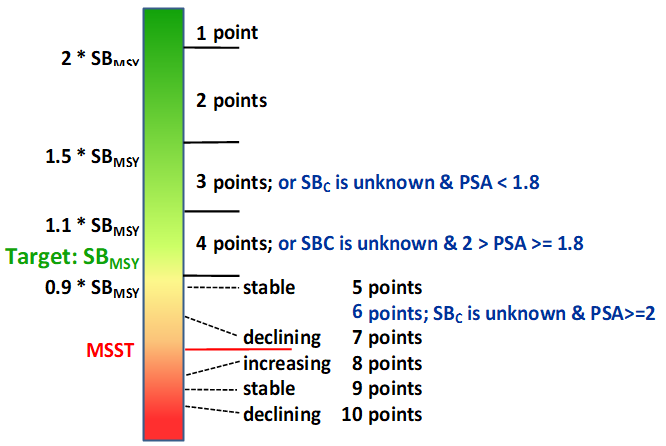 1 point
2 * SBMSY
2 points
1.5 * SBMSY
3 points; or SBC is unknown & PSA < 1.8
1.1 * SBMSY
4 points; or SBC is unknown & 2 > PSA >= 1.8
Target: SBMSY
0.9 * SBMSY
stable 5 points
6 points; SBC is unknown & PSA>=2
declining 7 points
MSST
increasing 8 points
stable 9 points
declining 10 points